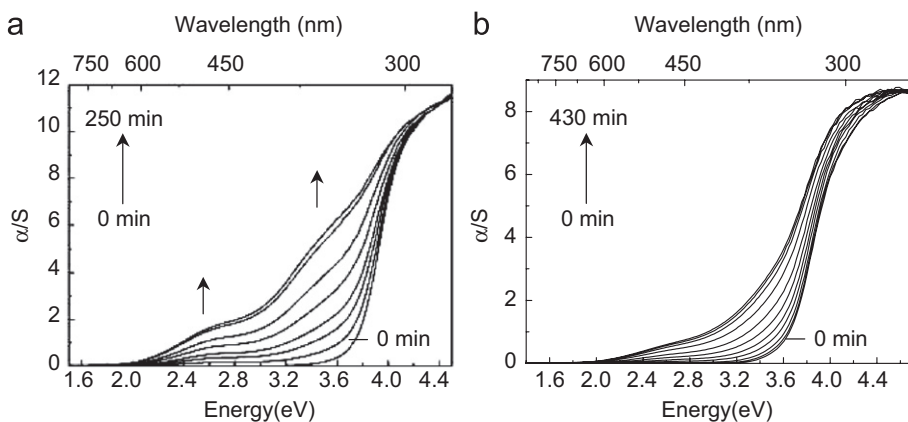 a
Wavelength (nm)
750 600 450 300
12
10
8
6
4
2
0
α/S
250 min
0 min
0 min
1.6 2.0 2.4 2.8 3.2 3.6 4.0 4.4
Energy(eV)
b
Wavelength (nm)
750 600 450 300
8
6
4
2
0
α/S
430 min
0 min
0 min
1.6 2.0 2.4 2.8 3.2 3.6 4.0 4.4
Energy(eV)